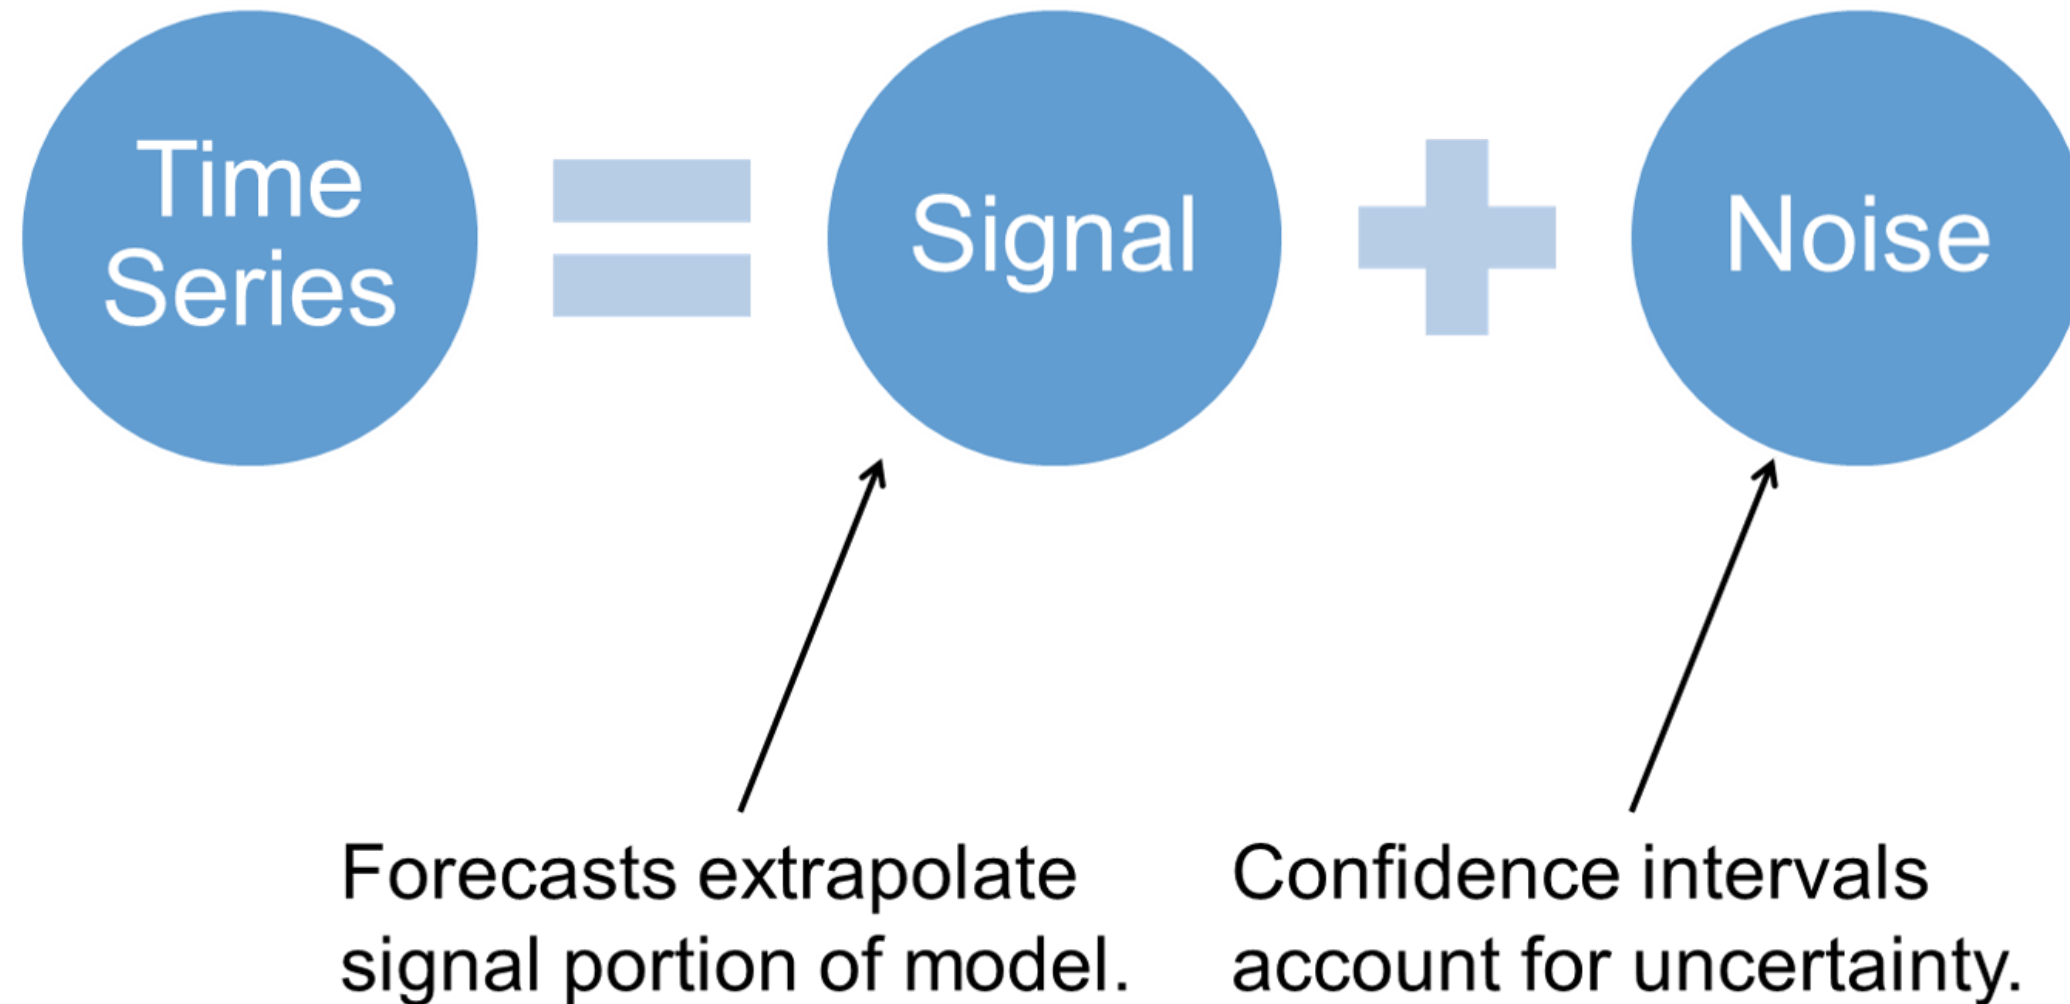 Time
Series
Signal
Noise
Forecasts extrapolate
signal portion of model.
Confidence intervals
account for uncertainty.